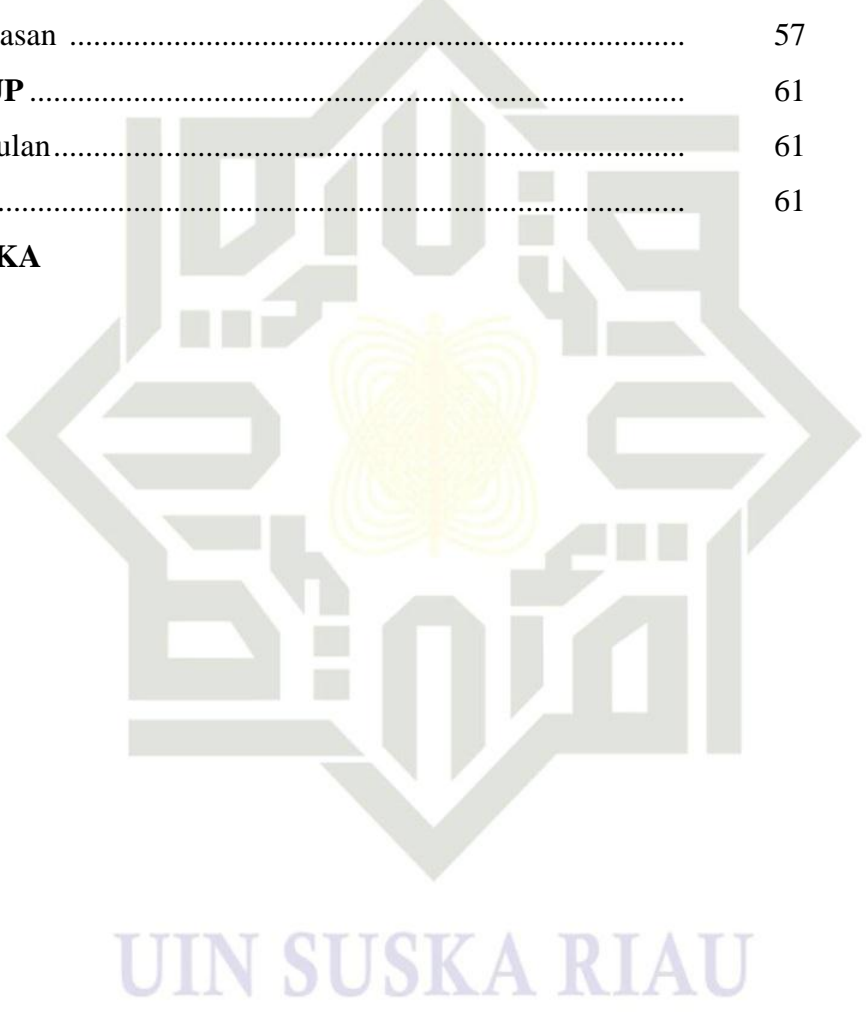 asan ................................................................................ 57
UP ................................................................................ 61
ulan................................................................................ 61
................................................................................ 61
KA
UIN SUSKA RIAU